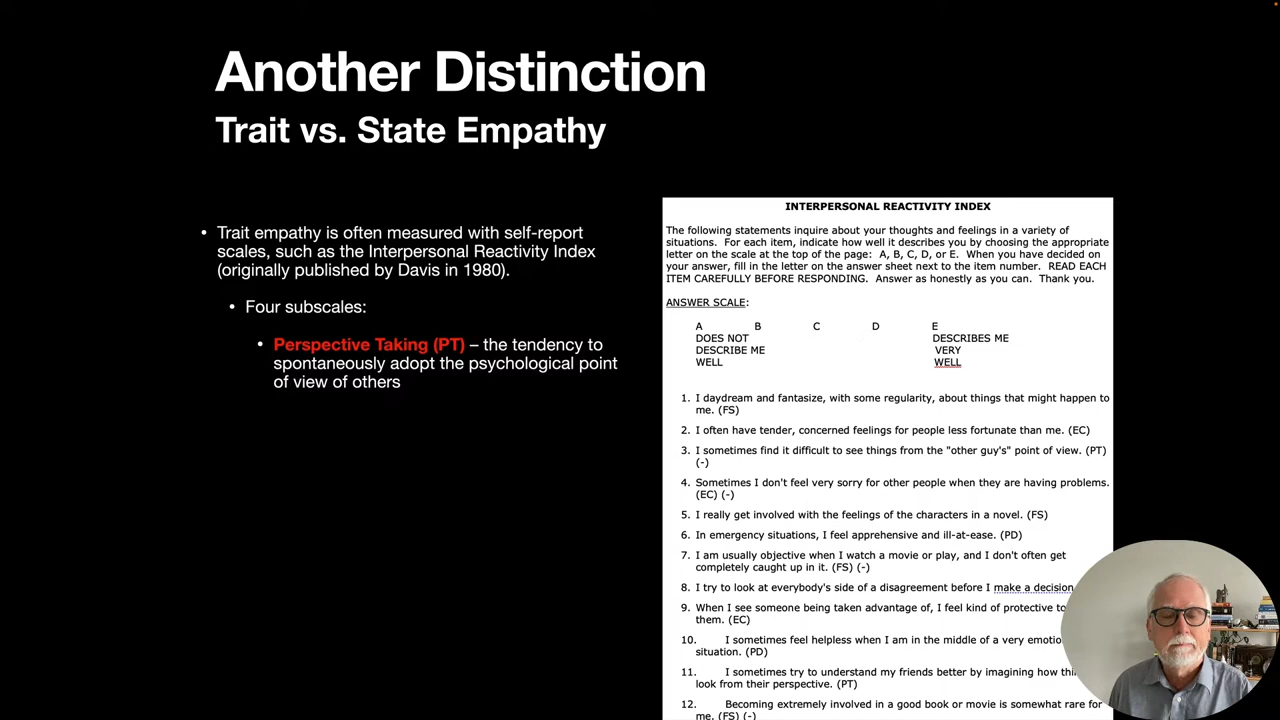 Another Distinction
Trait vs. State Empathy
• Trait empathy is often measured with self-report
scales, such as the Interpersonal Reactivity Index
(originally published by Davis in 1980).
• Four subscales:
• Perspective Taking (PT) – the tendency to
spontaneously adopt the psychological point
of view of others
INTERPERSONAL REACTIVITY INDEX
The following statements inquire about your thoughts and feelings in a variety of
situations. For each item, indicate how well it describes you by choosing the appropriate
letter on the scale at the top of the page: A, B, C, D, or E. When you have decided on
your answer, fill in the letter on the answer sheet next to the item number. READ EACH
ITEM CAREFULLY BEFORE RESPONDING. Answer as honestly as you can. Thank you.
ANSWER SCALE:
A B C D E
DOES NOT DESCRIBES ME
DESCRIBE ME VERY
WELL WELL
1. I daydream and fantasize, with some regularity, about things that might happen to
me. (FS)
2. I often have tender, concerned feelings for people less fortunate than me. (EC)
3. I sometimes find it difficult to see things from the "other guy's" point of view. (PT)
(-)
4. Sometimes I don't feel very sorry for other people when they are having problems.
(EC) (-)
5. I really get involved with the feelings of the characters in a novel. (FS)
6. In emergency situations, I feel apprehensive and ill-at-ease. (PD)
7. I am usually objective when I watch a movie or play, and I don't often get
completely caught up in it. (FS) (-)
8. I try to look at everybody's side of a disagreement before I make a decision
9. When I see someone being taken advantage of, I feel kind of protective
them. (EC)
10. I sometimes feel helpless when I am in the middle of a very
situation. (PD)
11. I sometimes try to understand my friends better by imagining how
look from their perspective. (PT)
12. Becoming extremely involved in a good book or movie is somewhat rare for
me. (FS) (-)